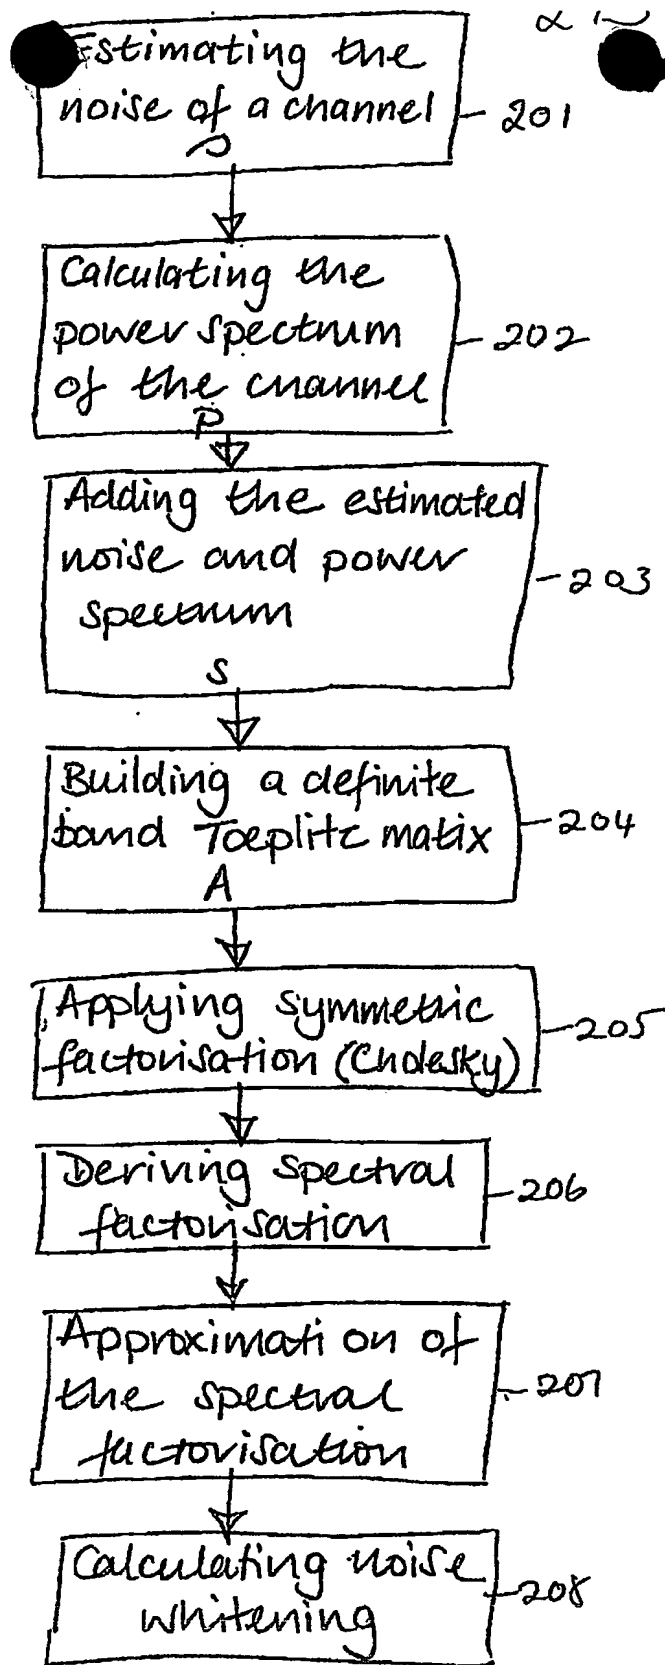 Estimating the
noise of a channel
201
Calculating the
power spectrum
of the channel
P
202
Adding the estimated
noise and power
spectrum
S
203
Building a definite
band Toeplitz matix
A
204
Applying symmetric
factorisation (Cholesky)
205
Deriving spectral
factorisation
206
Approximation of
the spectral
factorisation
207
Calculating noise
whitening
208